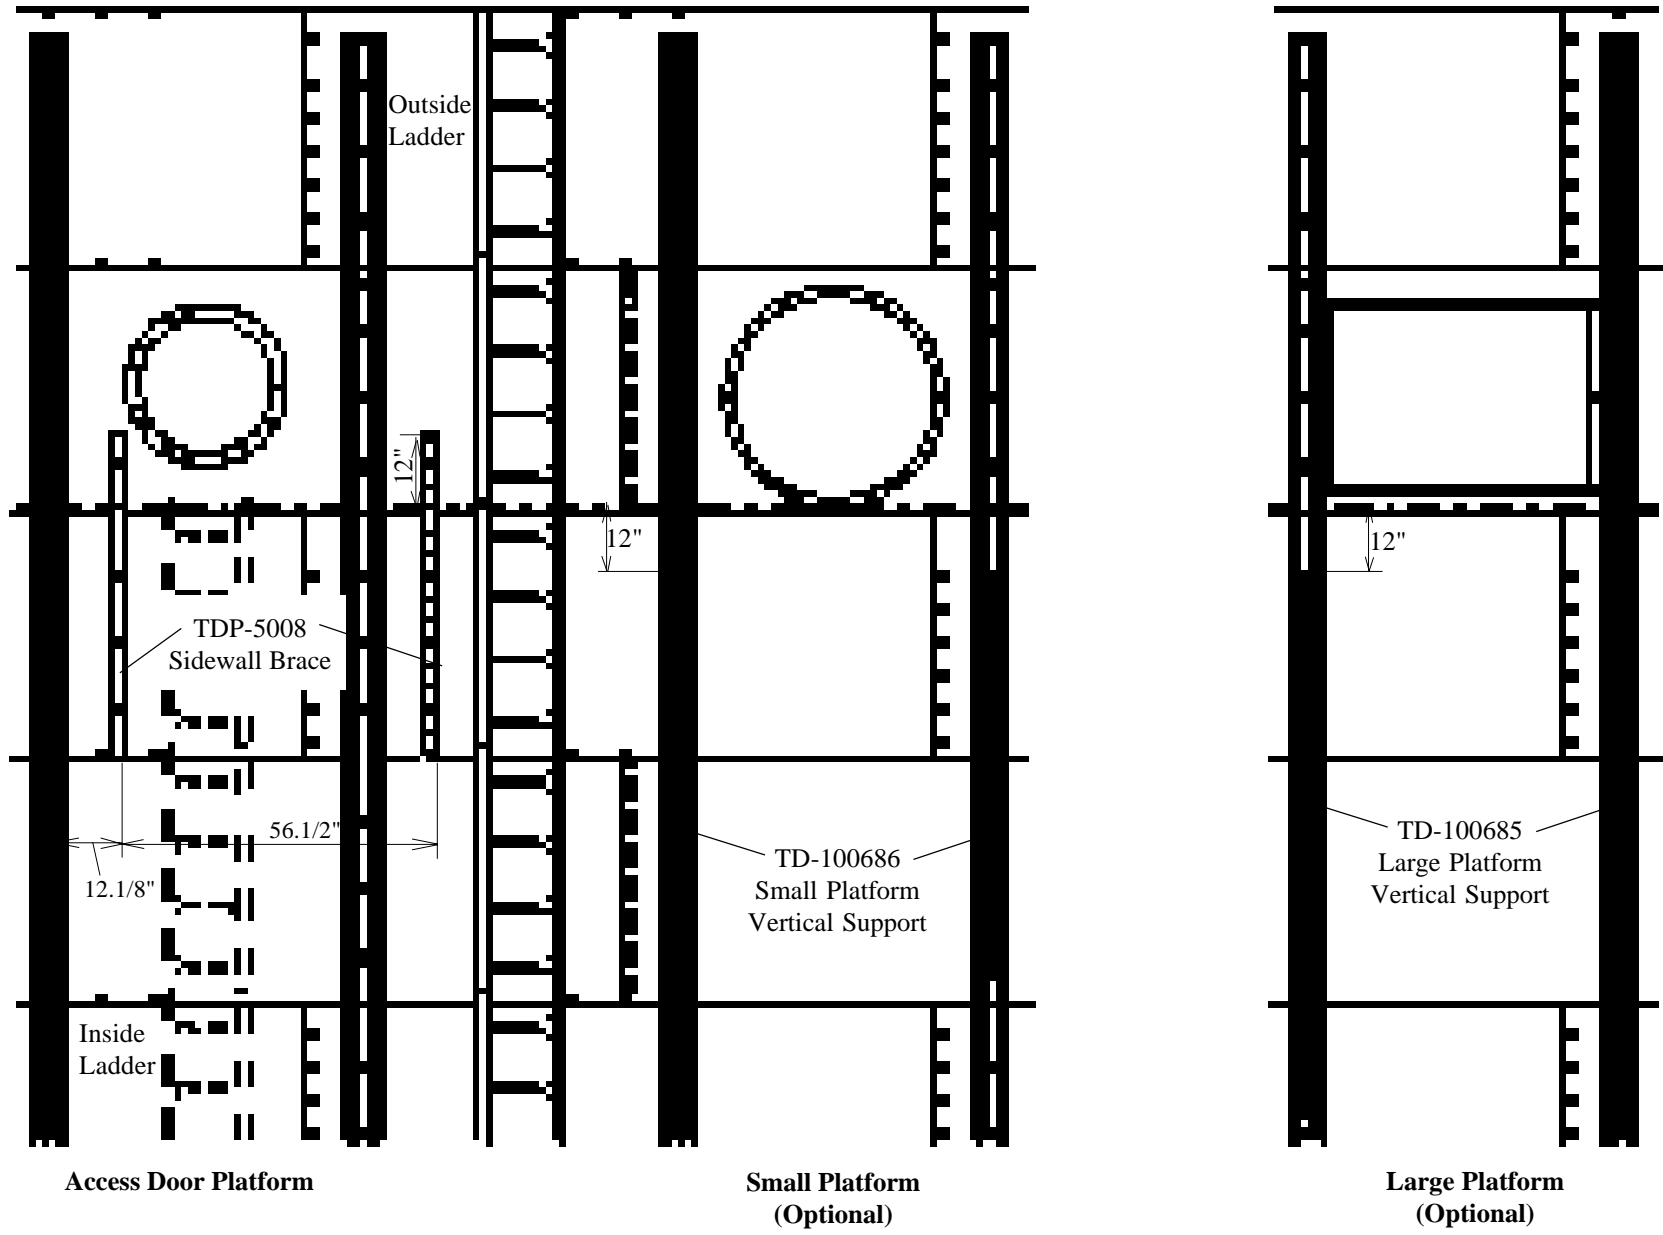 Outside
Ladder
12"
12"
12"
TDP-5008
Sidewall Brace
56.1/2"
12.1/8"
TD-100686
Small Platform
Vertical Support
TD-100685
Large Platform
Vertical Support
Inside
Ladder
Access Door Platform
Small Platform
(Optional)
Large Platform
(Optional)